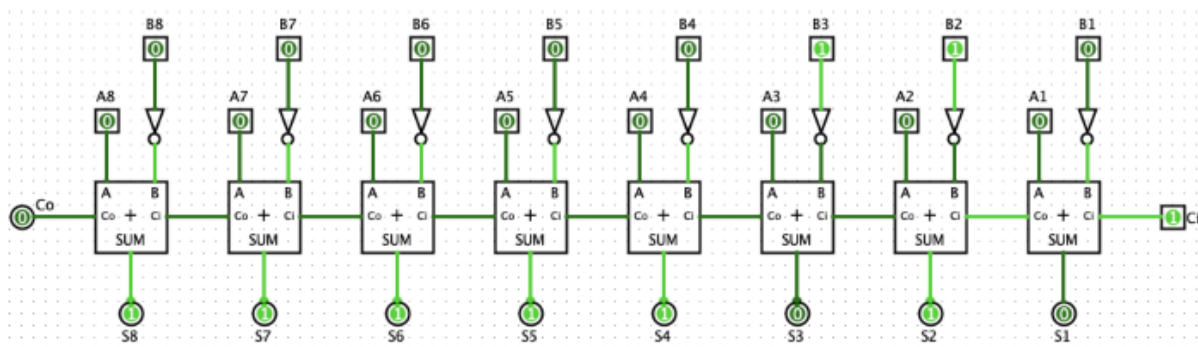 B8 B7 B6 B5 B4 B3 B2 B1
0 0 0 0 0 1 1 0
A8 A7 A6 A5 A4 A3 A2 A1
0 0 0 0 0 0 0 0
A B A B A B A B A B A B A B A B
0 Co Co + Ci Co + Ci Co + Ci Co + Ci Co + Ci Co + Ci Co + Ci Co + Ci 1 Ci
SUM SUM SUM SUM SUM SUM SUM SUM
1 1 1 1 1 0 1 0
S8 S7 S6 S5 S4 S3 S2 S1